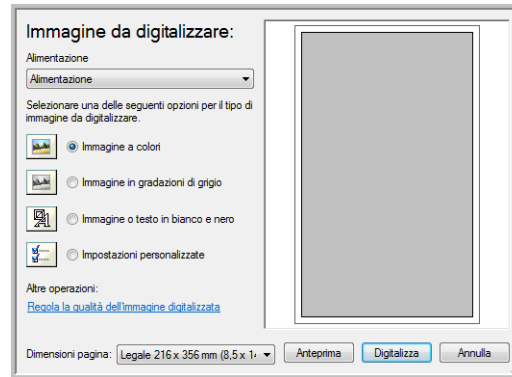 Immagine da digitalizzare:
Alimentazione
Alimentazione
Selezionare una delle seguenti opzioni per il tipo di
immagine da digitalizzare.
Immagine a colori
Immagine in gradazioni di grigio
Immagine o testo in bianco e nero
Impostazioni personalizzate
Altre operazioni:
Regola la qualità dell'immagine digitalizzata
Dimensioni pagina: Legale 216 x 356 mm (8,5 x 14 Anteprima Digitalizza Annulla